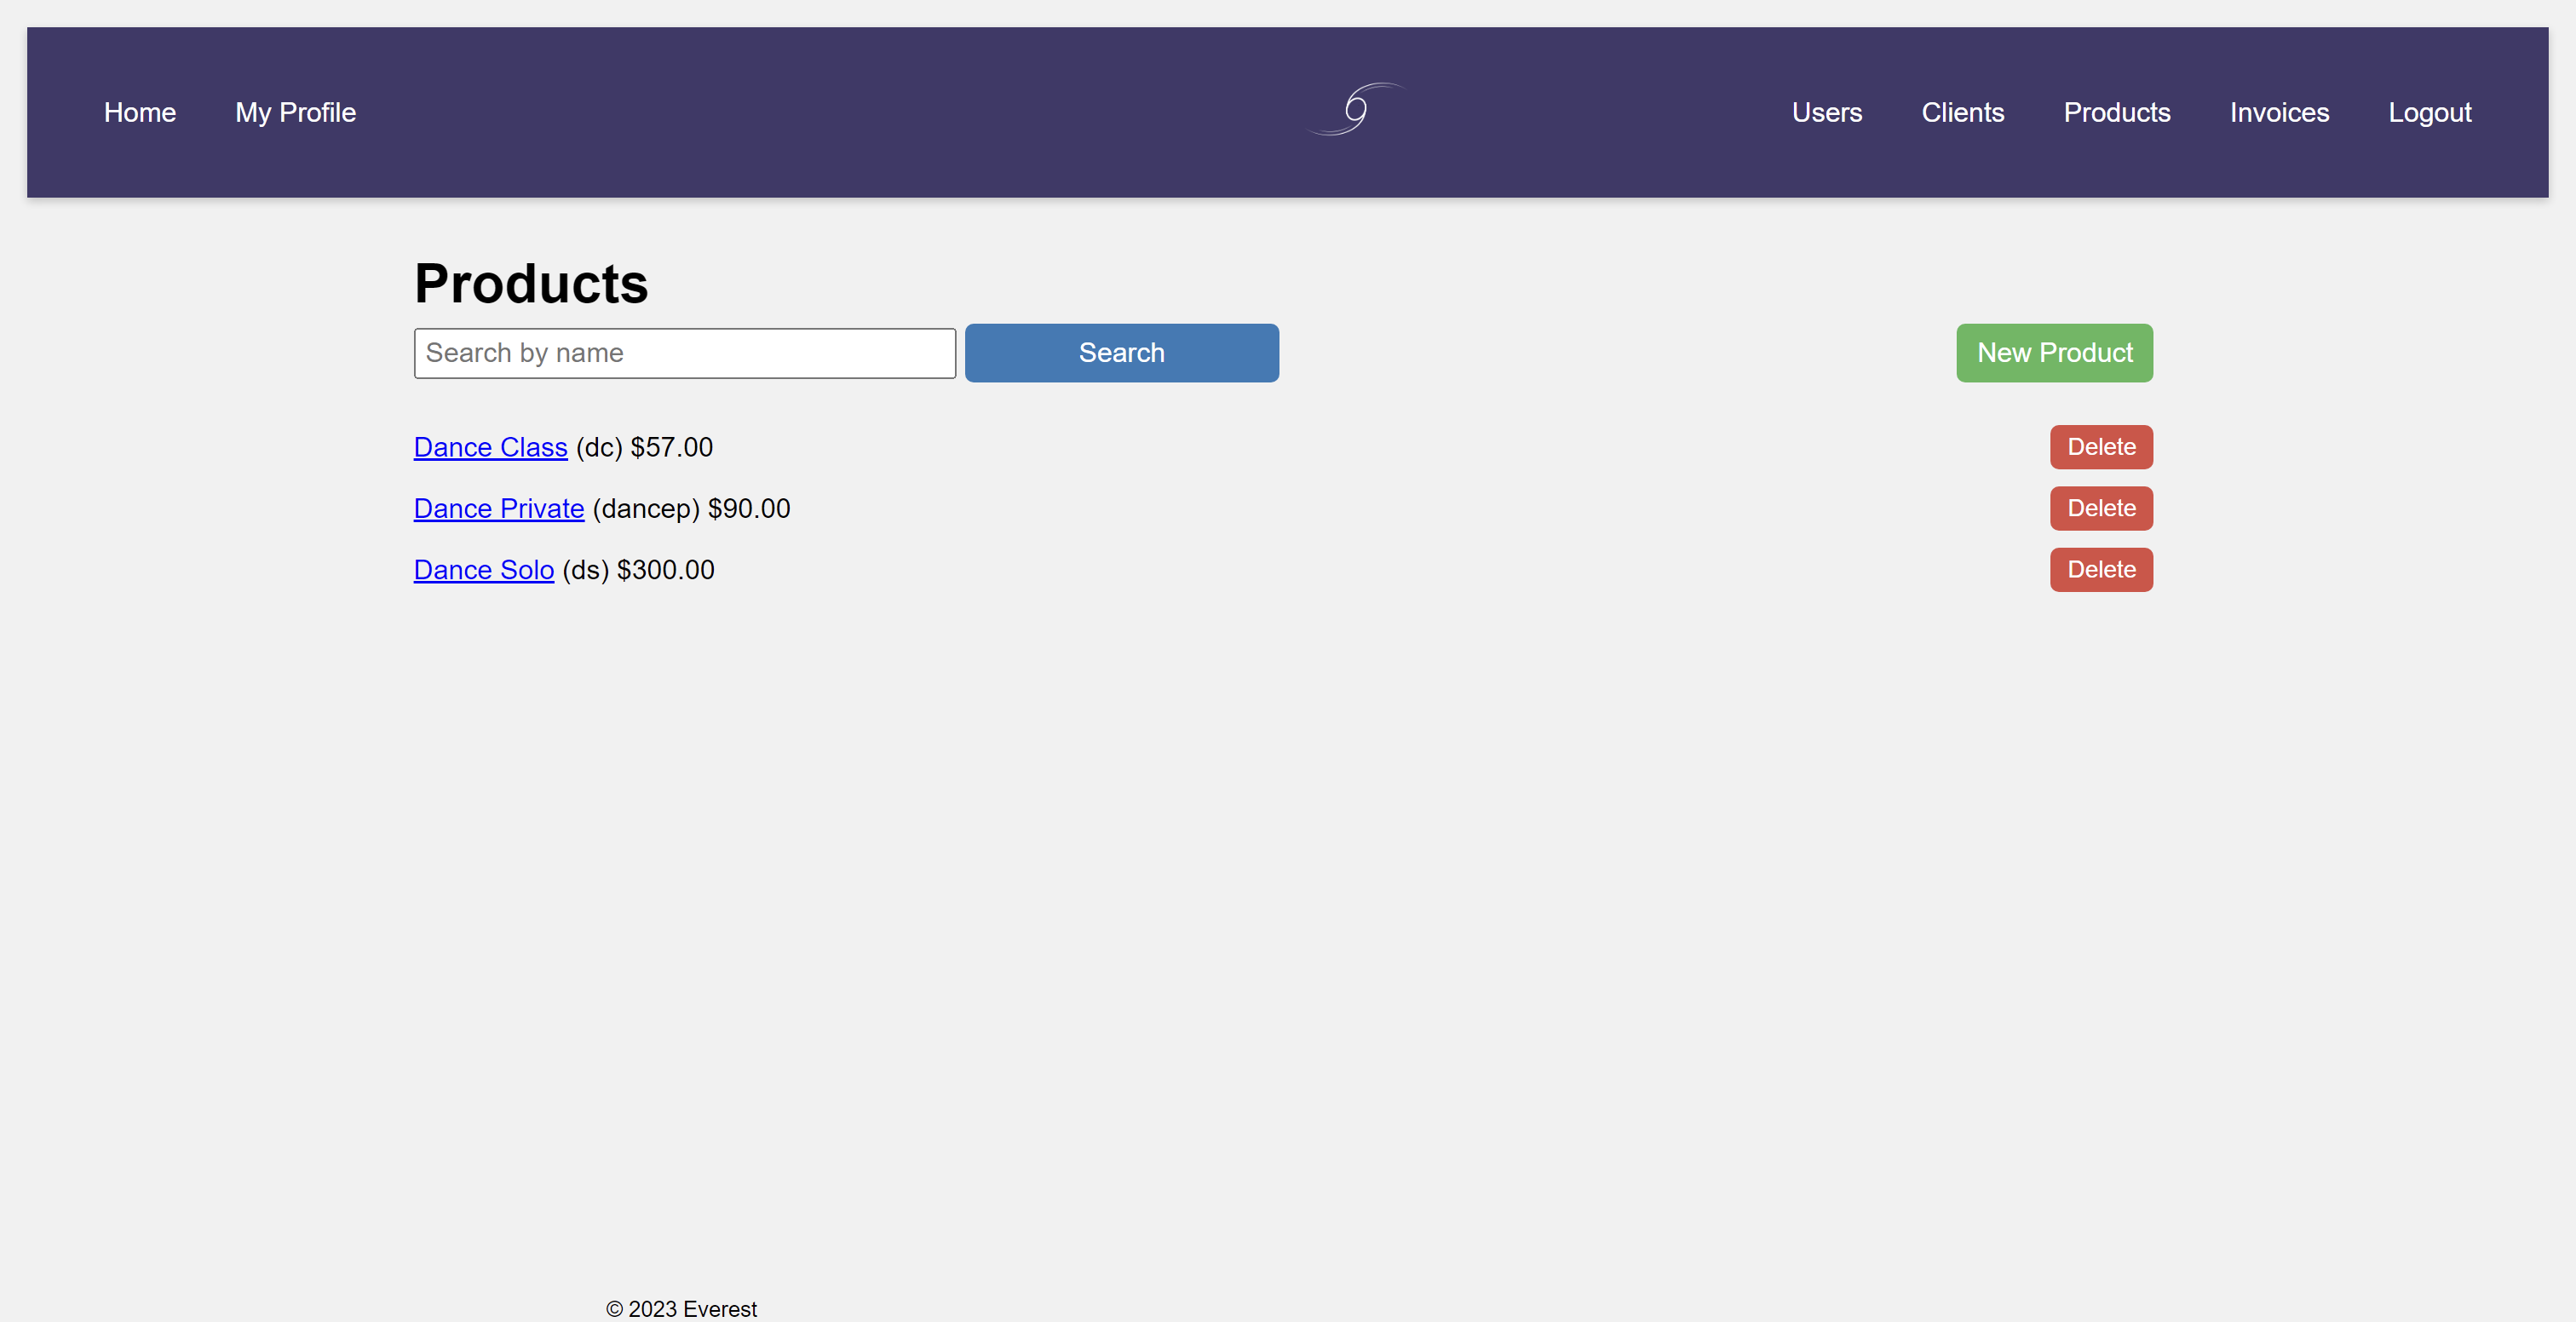 Home My Profile Users Clients Products Invoices Logout
Products
Search by name Search New Product
Dance Class (dc) $57.00 Delete
Dance Private (dancep) $90.00 Delete
Dance Solo (ds) $300.00 Delete
© 2023 Everest